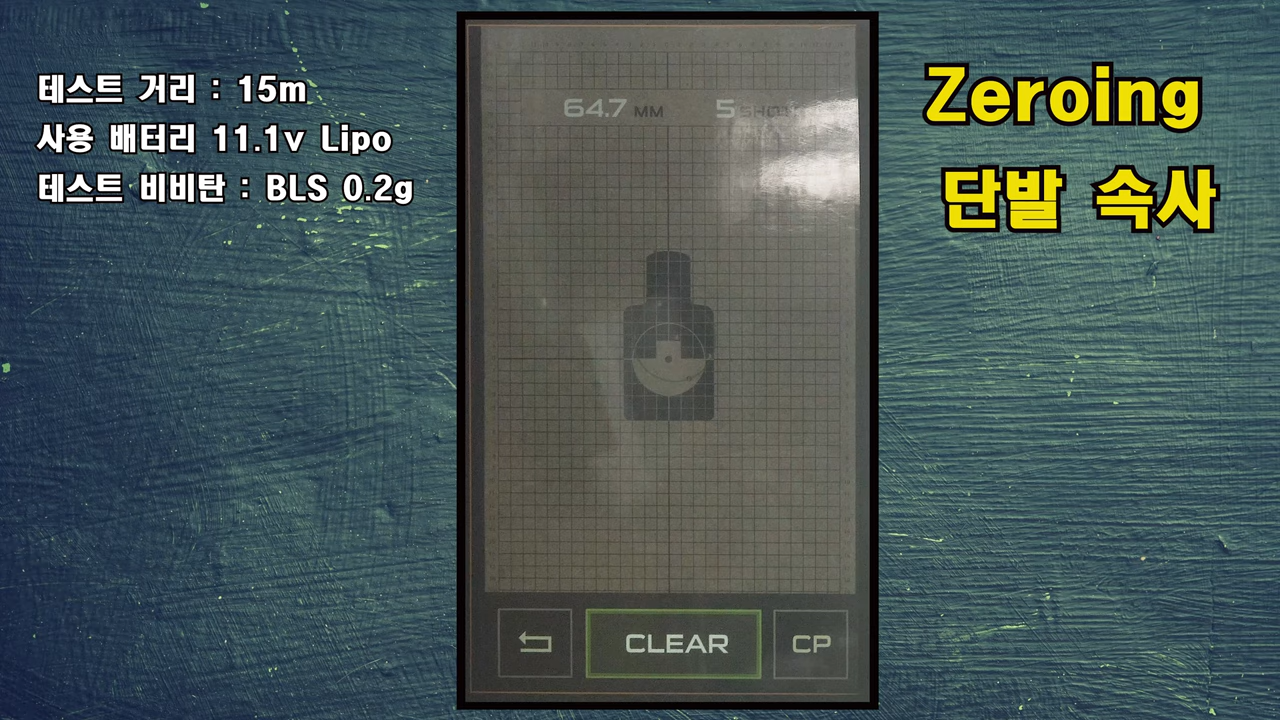 테스트 거리 : 15m
사용 배터리 11.1v Lipo
테스트 비비탄 : BLS 0.2g
64.7 MM
5 SHOT
CLEAR
CP
Zeroing
단발 속사